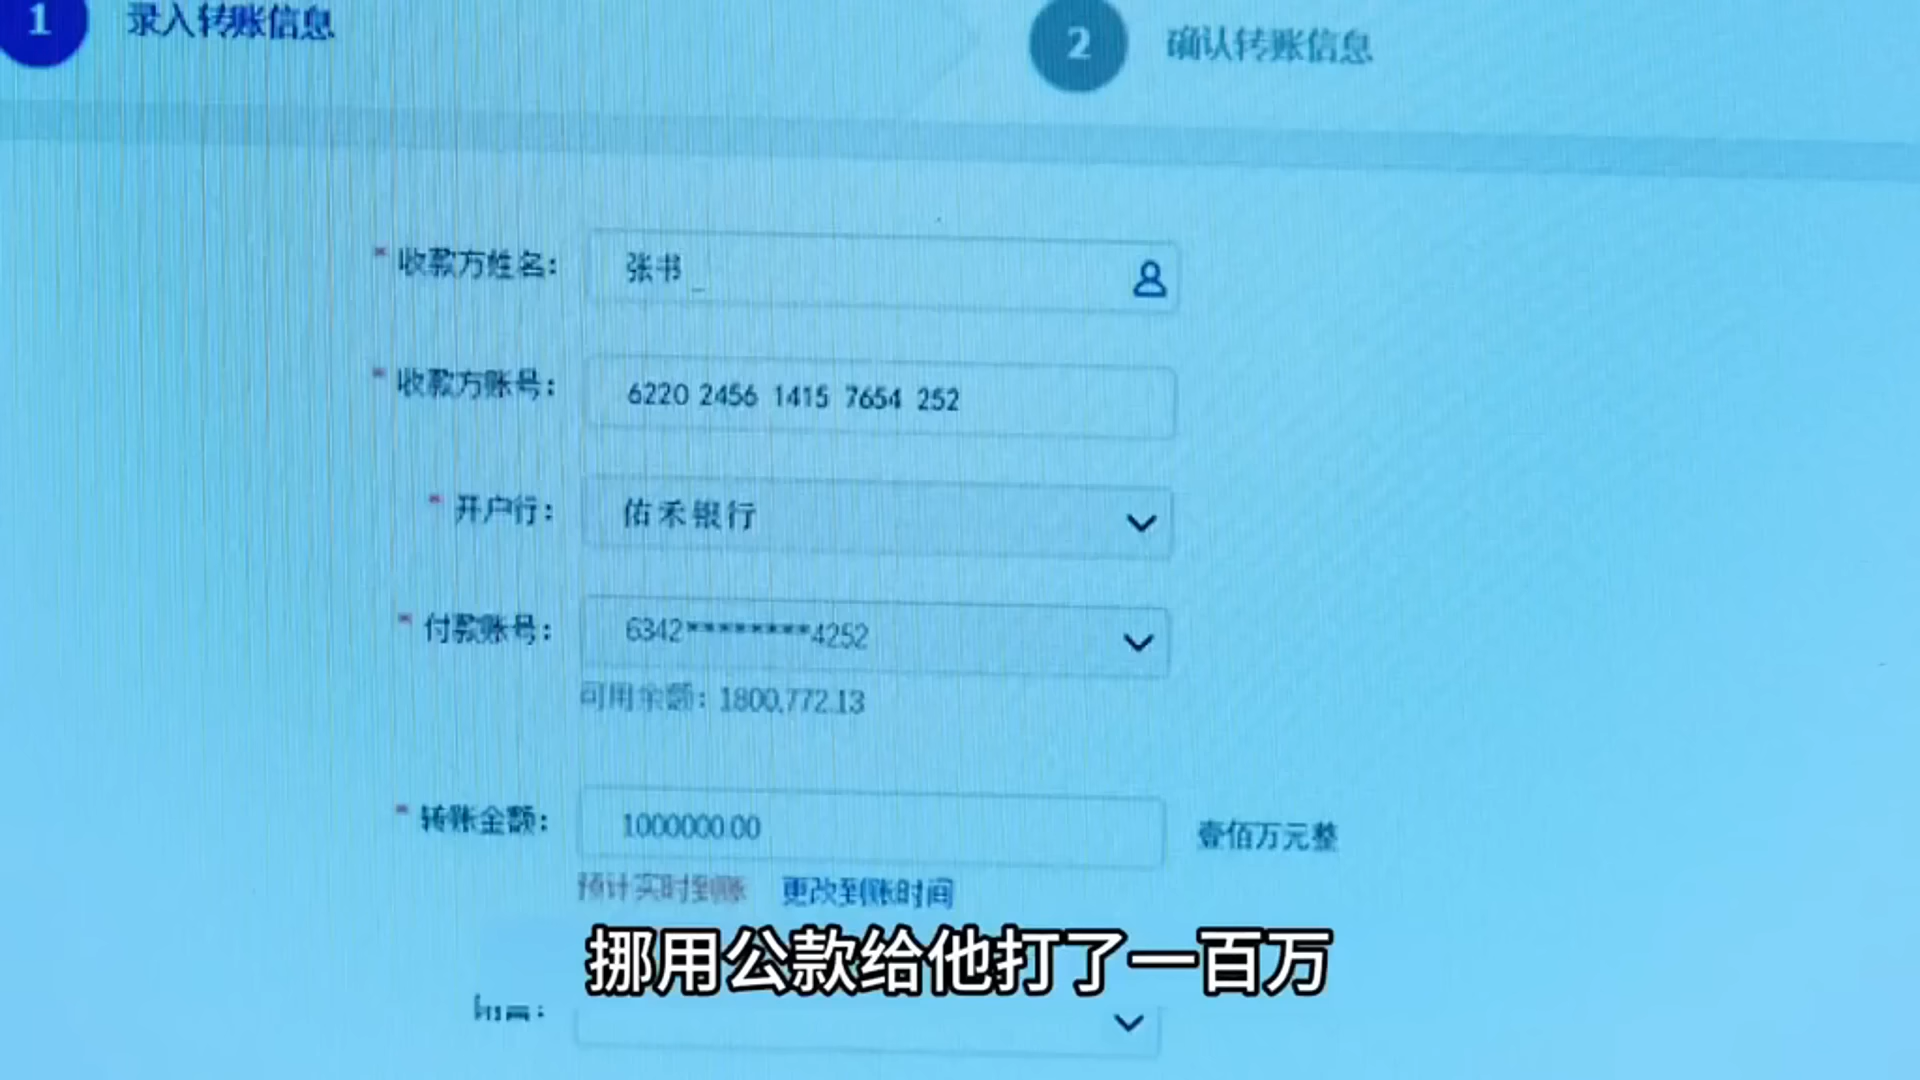 1 录入转账信息
2 确认转账信息
* 收款方姓名： 张书_
* 收款方账号： 6220 2456 1415 7654 252
* 开户行： 佑禾银行
* 付款账号： 6342********4252
可用余额：1800,772.13
* 转账金额： 1000000.00 壹佰万元整
预计实时到账 更改到账时间
挪用公款给他打了一百万